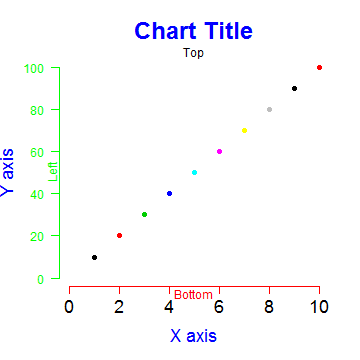 Chart Title
Top
100
80
60
40
20
0
Y axis
Left
Bottom
0 2 4 6 8 10
X axis